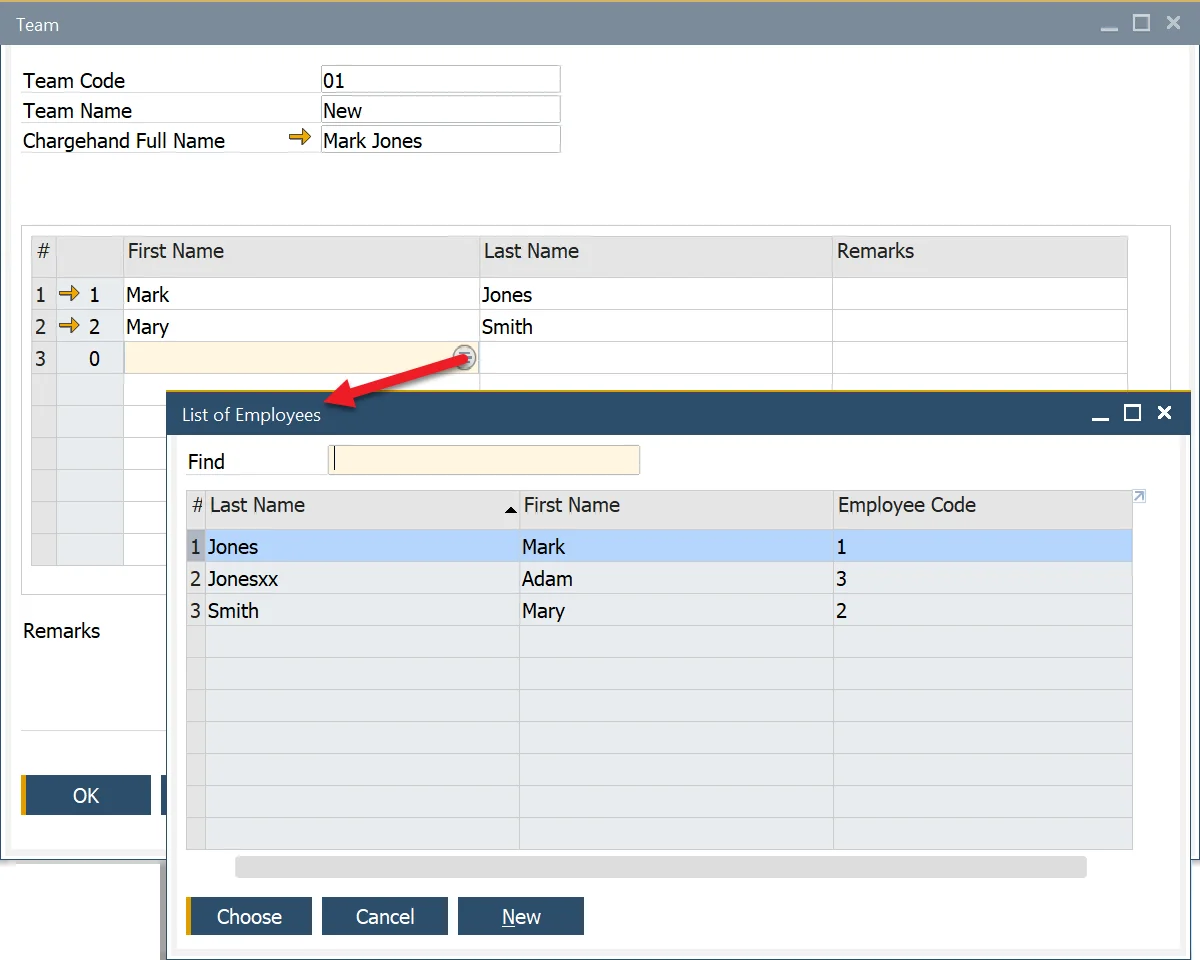 Team
Team Code 01
Team Name New
Chargehand Full Name Mark Jones
# First Name Last Name Remarks
1 1 Mark Jones
2 2 Mary Smith
3 0
List of Employees
Find
# Last Name First Name Employee Code
1 Jones Mark 1
2 Jonesxx Adam 3
3 Smith Mary 2
Remarks
OK
Choose Cancel New